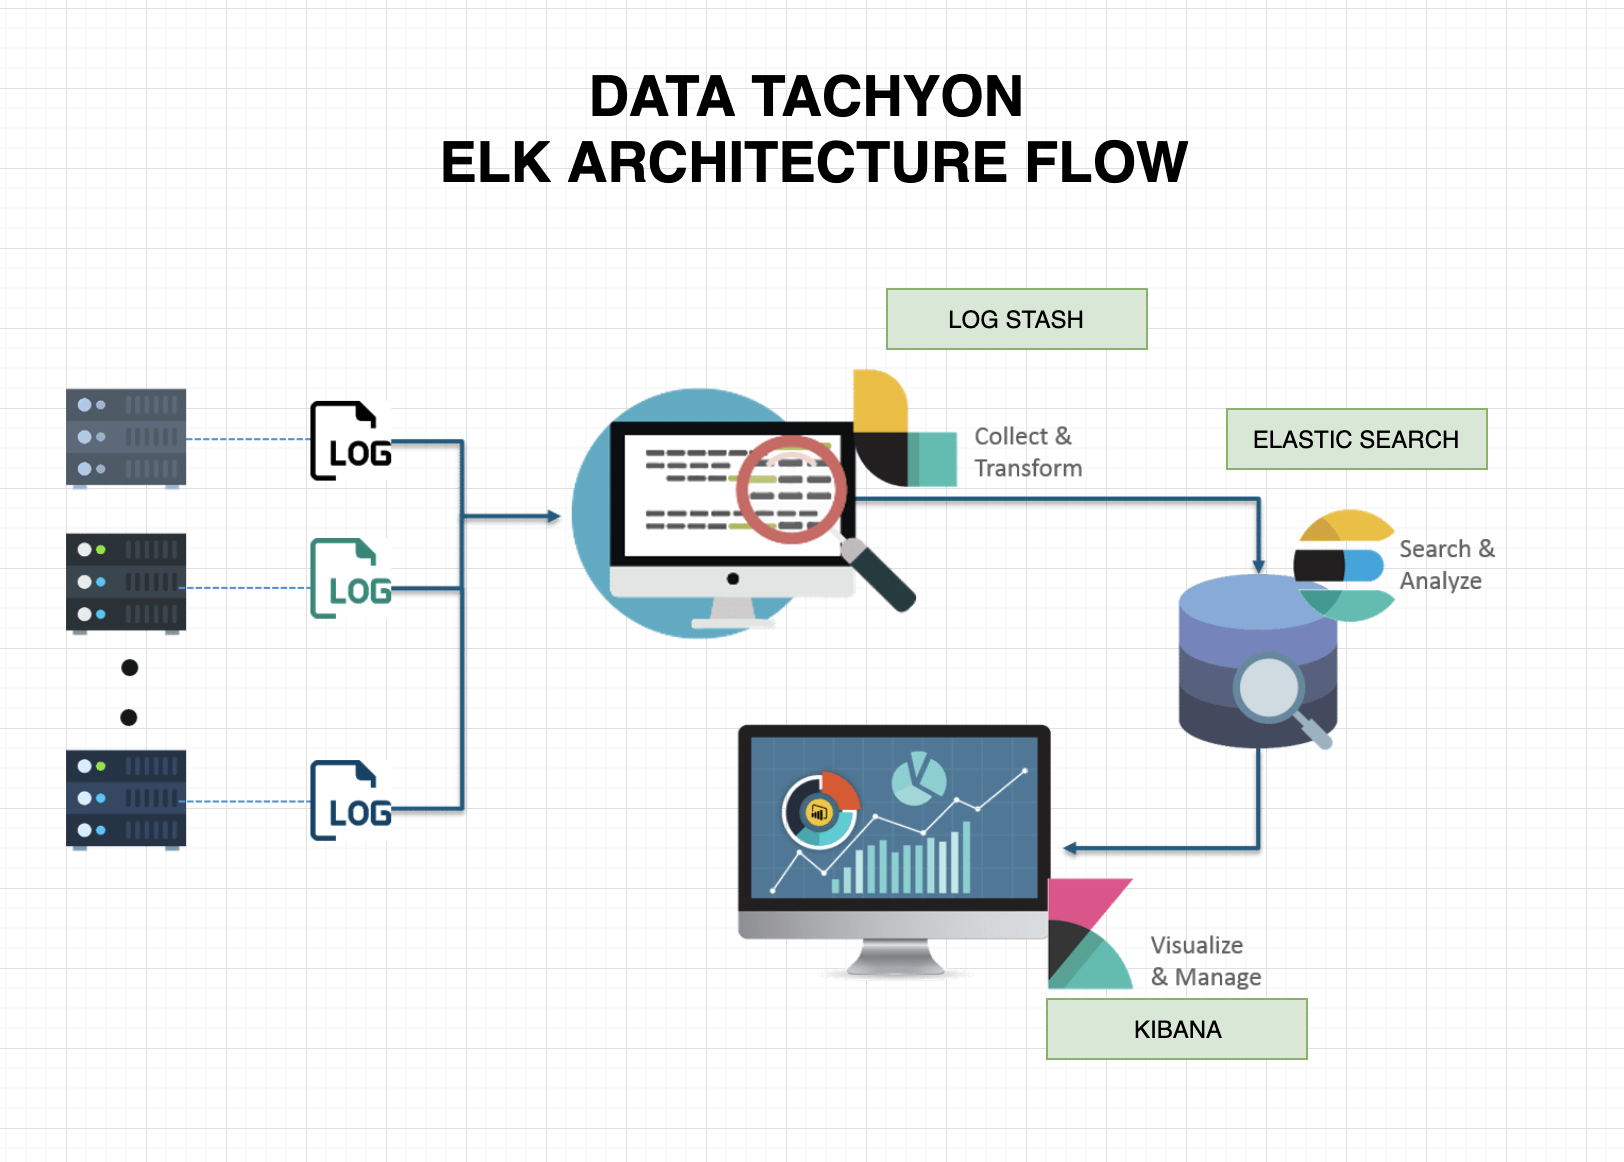 DATA TACHYON
ELK ARCHITECTURE FLOW
LOG STASH
Collect &
Transform
ELASTIC SEARCH
Search &
Analyze
LOG
LOG
LOG
Visualize
& Manage
KIBANA